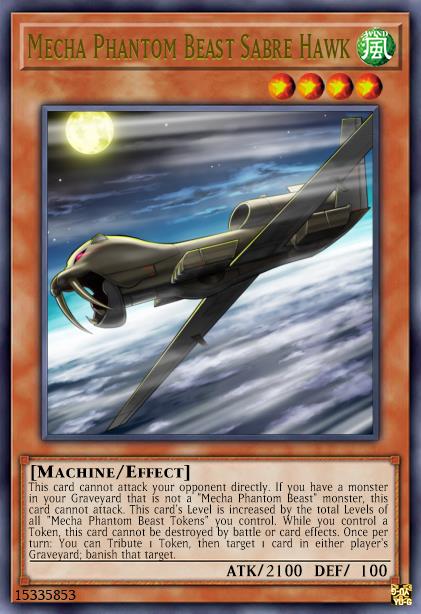 Mecha Phantom Beast Sabre Hawk
WIND
風
[Machine/Effect]
This card cannot attack your opponent directly. If you have a monster
in your Graveyard that is not a "Mecha Phantom Beast" monster, this
card cannot attack. This card's Level is increased by the total Levels of
all "Mecha Phantom Beast Tokens" you control. While you control a
Token, this card cannot be destroyed by battle or card effects. Once per
turn: You can Tribute 1 Token, then target 1 card in either player's
Graveyard; banish that target.
ATK/2100 DEF/ 100
15335853